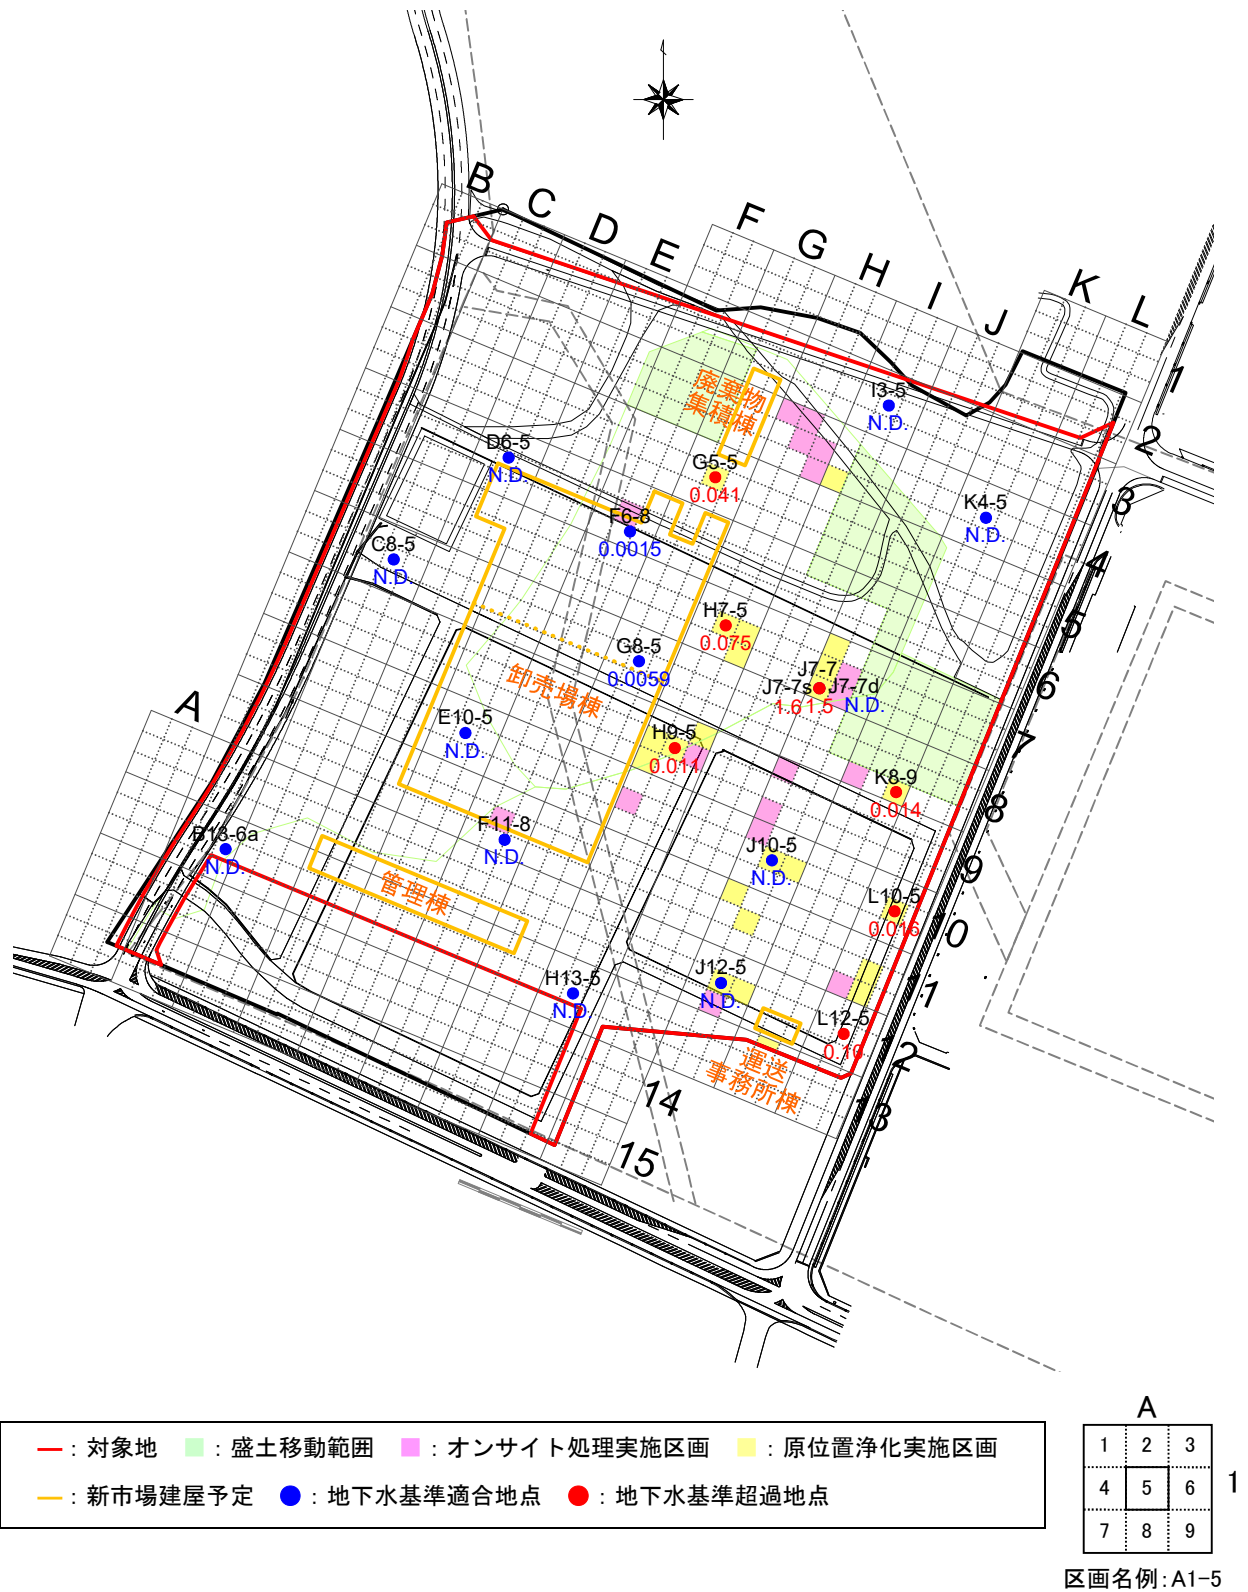 B
C
D
E
F
G
H
I
J
K
L
1
2
3
4
5
6
7
8
9
10
11
12
13
14
15
A
廃棄物
集積棟
I3-5
N.D.
D6-5
N.D.
G5-5
0.041
K4-5
N.D.
F6-8
0.0015
C8-5
N.D.
H7-5
0.075
G8-5
0.0059
J7-7
J7-7s
J7-7d
1.6
1.5
N.D.
卸売場棟
E10-5
N.D.
H9-5
0.011
K8-9
0.014
B13-6a
N.D.
F11-8
N.D.
J10-5
N.D.
管理棟
L10-5
0.016
J12-5
N.D.
H13-5
N.D.
L12-5
0.10
運送
事務所棟
：対象地 ：盛土移動範囲 ：オンサイト処理実施区画 ：原位置浄化実施区画
：新市場建屋予定 ：地下水基準適合地点 ：地下水基準超過地点
A
1 2 3
4 5 6 1
7 8 9
区画名例:A1-5